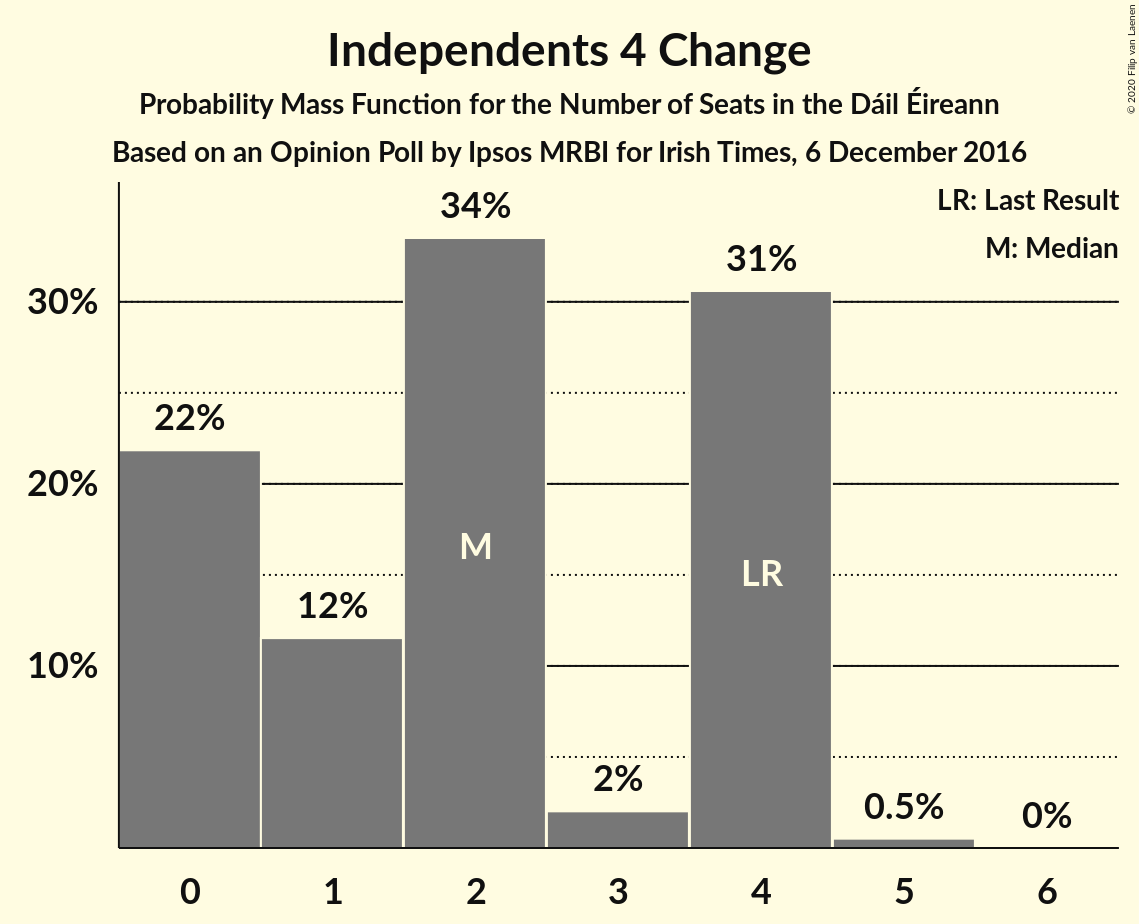 Independents 4 Change
Probability Mass Function for the Number of Seats in the Dáil Éireann
Based on an Opinion Poll by Ipsos MRBI for Irish Times, 6 December 2016
© 2020 Filip van Laenen
LR: Last Result
M: Median
34%
31%
30%
22%
20%
M
LR
12%
10%
2%
0.5%
0%
0 1 2 3 4 5 6